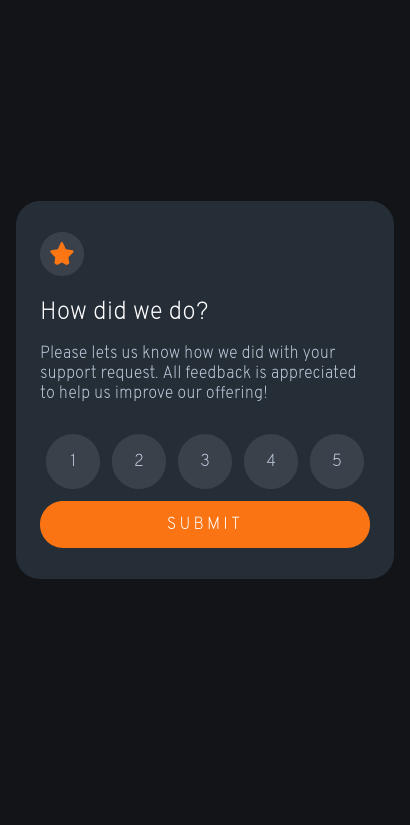 How did we do?
Please lets us know how we did with your
support request. All feedback is appreciated
to help us improve our offering!
1 2 3 4 5
SUBMIT